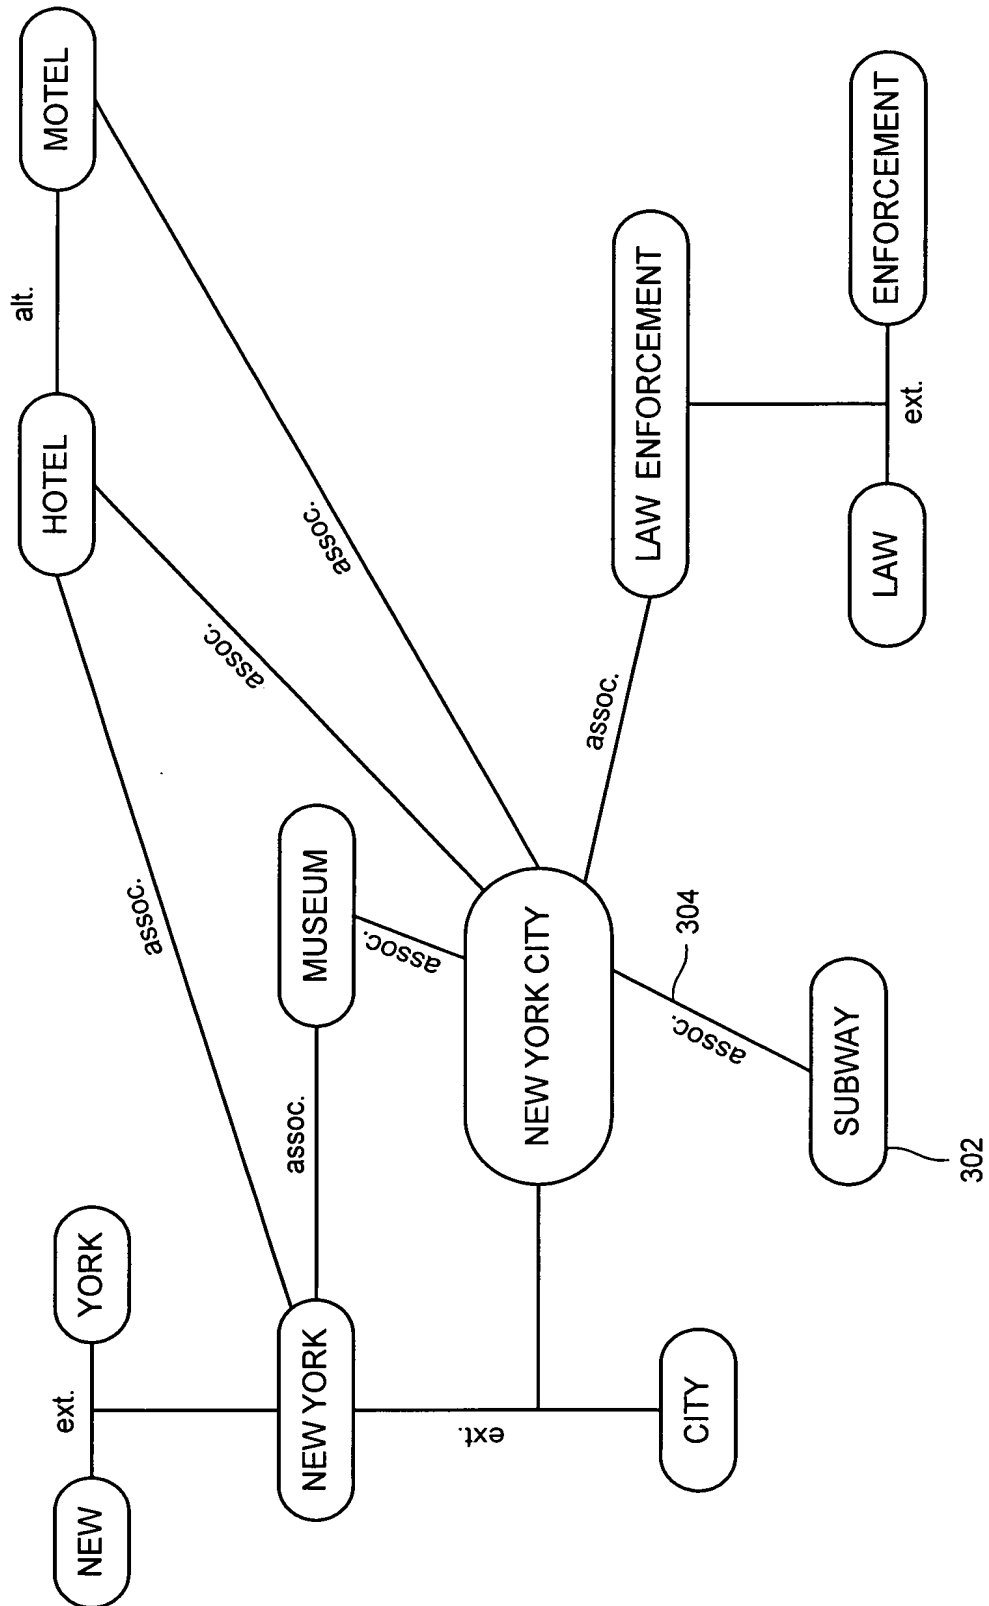 MOTEL
alt.
HOTEL
assoc.
assoc.
assoc.
YORK
ext.
NEW
MUSEUM
assoc.
assoc.
NEW YORK
ext.
CITY
NEW YORK CITY
assoc.
LAW ENFORCEMENT
ENFORCEMENT
ext.
LAW
304
assoc.
SUBWAY
302